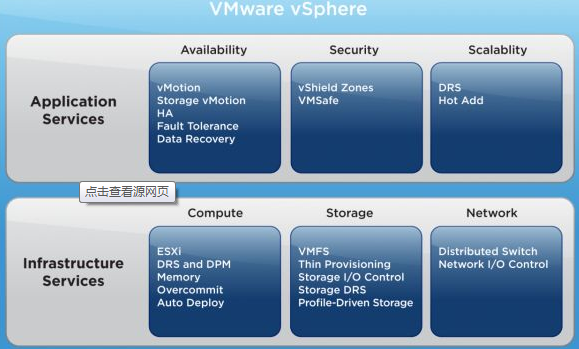 VMware vSphere
Availability
Security
Scalablity
Application
Services
vMotion
Storage vMotion
HA
Fault Tolerance
Data Recovery
vShield Zones
VMSafe
DRS
Hot Add
点击查看源网页
Compute
Storage
Network
Infrastructure
Services
ESXi
DRS and DPM
Memory
Overcommit
Auto Deploy
VMFS
Thin Provisioning
Storage I/O Control
Storage DRS
Profile-Driven Storage
Distributed Switch
Network I/O Control